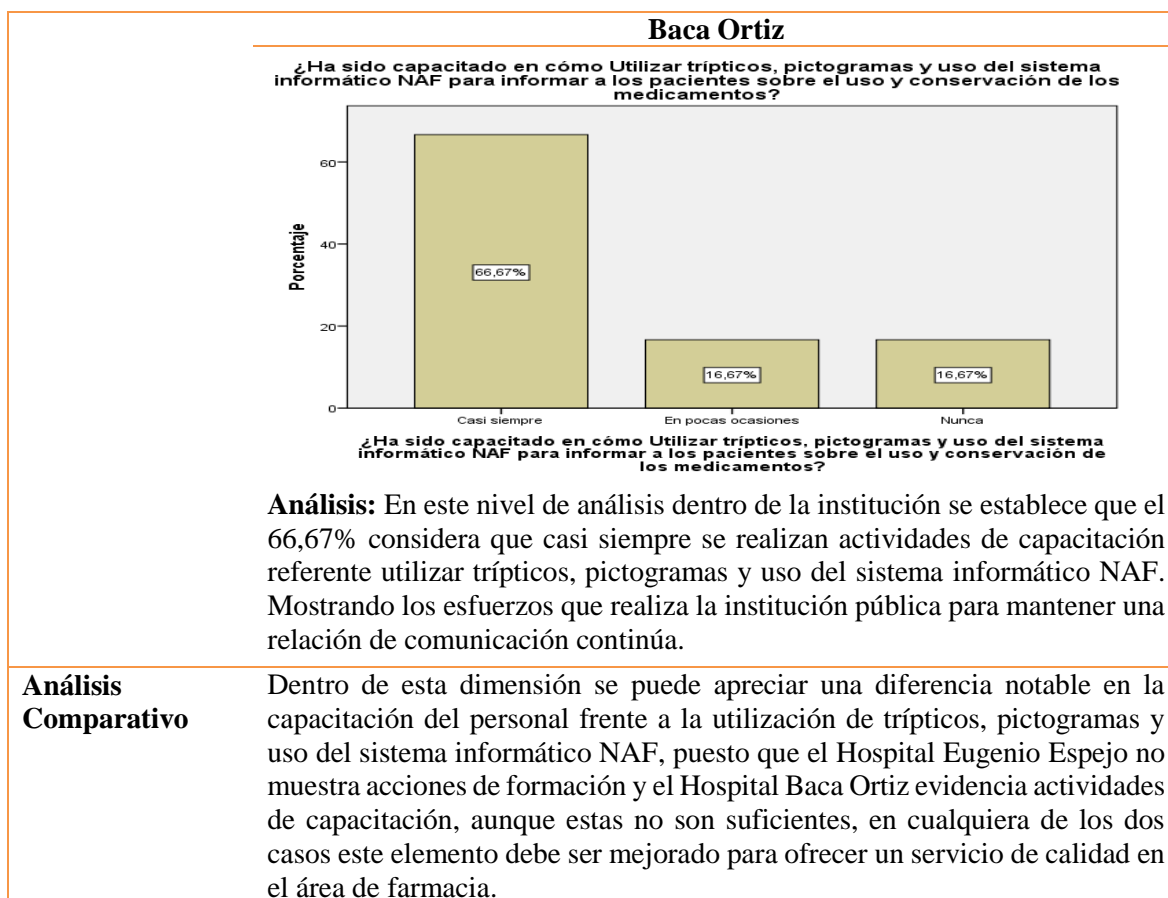 Baca Ortiz
¿Ha sido capacitado en cómo Utilizar trípticos, pictogramas y uso del sistema
informático NAF para informar a los pacientes sobre el uso y conservación de los
medicamentos?
Porcentaje
60
40
20
0
66,67%
16,67%
16,67%
Casi siempre
En pocas ocasiones
Nunca
¿Ha sido capacitado en cómo Utilizar trípticos, pictogramas y uso del sistema
informático NAF para informar a los pacientes sobre el uso y conservación de
los medicamentos?
Análisis: En este nivel de análisis dentro de la institución se establece que el
66,67% considera que casi siempre se realizan actividades de capacitación
referente utilizar trípticos, pictogramas y uso del sistema informático NAF.
Mostrando los esfuerzos que realiza la institución pública para mantener una
relación de comunicación continúa.
Análisis
Comparativo
Dentro de esta dimensión se puede apreciar una diferencia notable en la
capacitación del personal frente a la utilización de trípticos, pictogramas y
uso del sistema informático NAF, puesto que el Hospital Eugenio Espejo no
muestra acciones de formación y el Hospital Baca Ortiz evidencia actividades
de capacitación, aunque estas no son suficientes, en cualquiera de los dos
casos este elemento debe ser mejorado para ofrecer un servicio de calidad en
el área de farmacia.